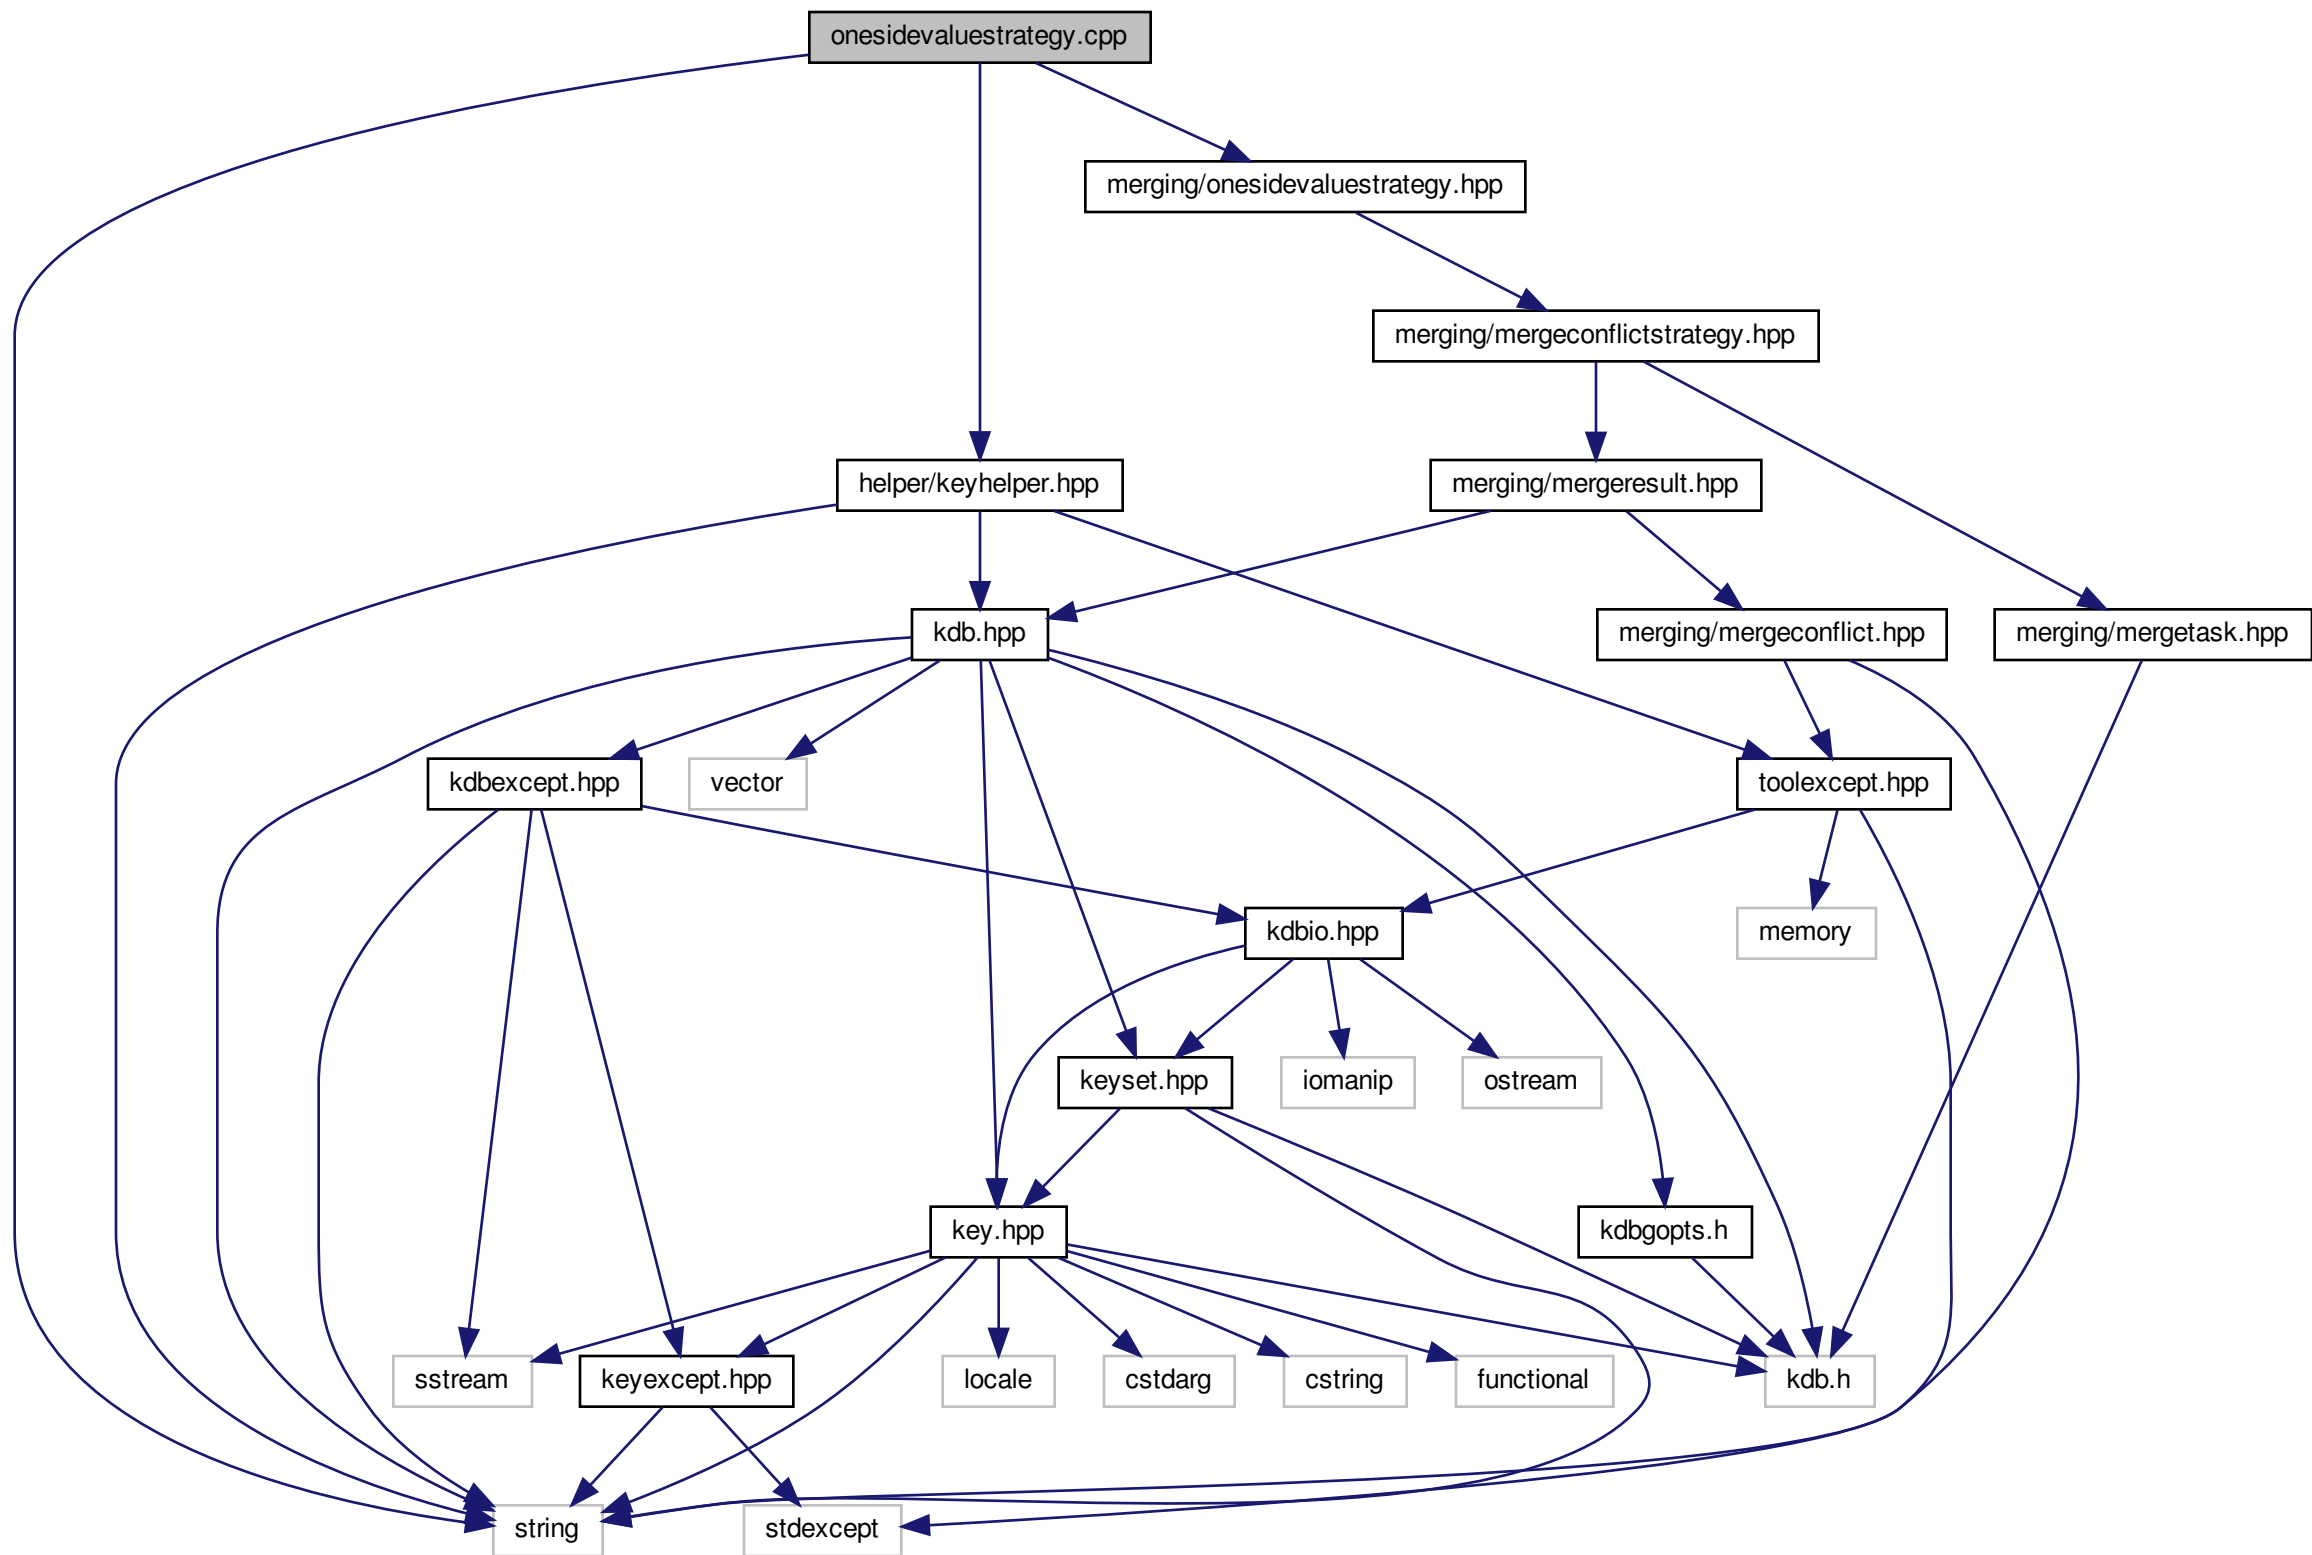 onesidevaluestrategy.cpp
merging/onesidevaluestrategy.hpp
merging/mergeconflictstrategy.hpp
helper/keyhelper.hpp
merging/mergeresult.hpp
kdb.hpp
merging/mergeconflict.hpp
merging/mergetask.hpp
kdbexcept.hpp
vector
toolexcept.hpp
kdbio.hpp
memory
keyset.hpp
iomanip
ostream
key.hpp
kdbgopts.h
sstream
keyexcept.hpp
locale
cstdarg
cstring
functional
kdb.h
string
stdexcept